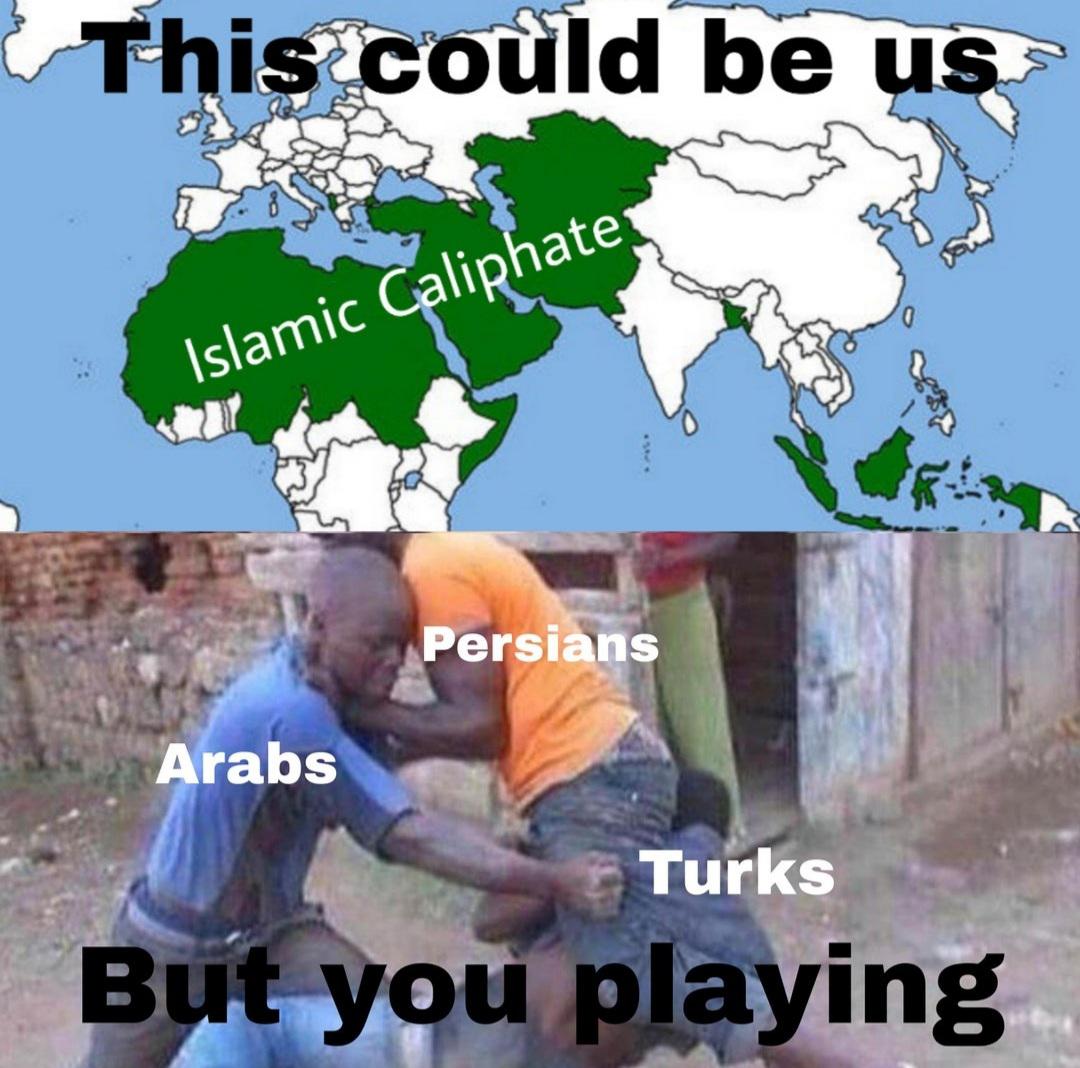 This could be us
Islamic Caliphate
Persians
Arabs
Turks
But you playing